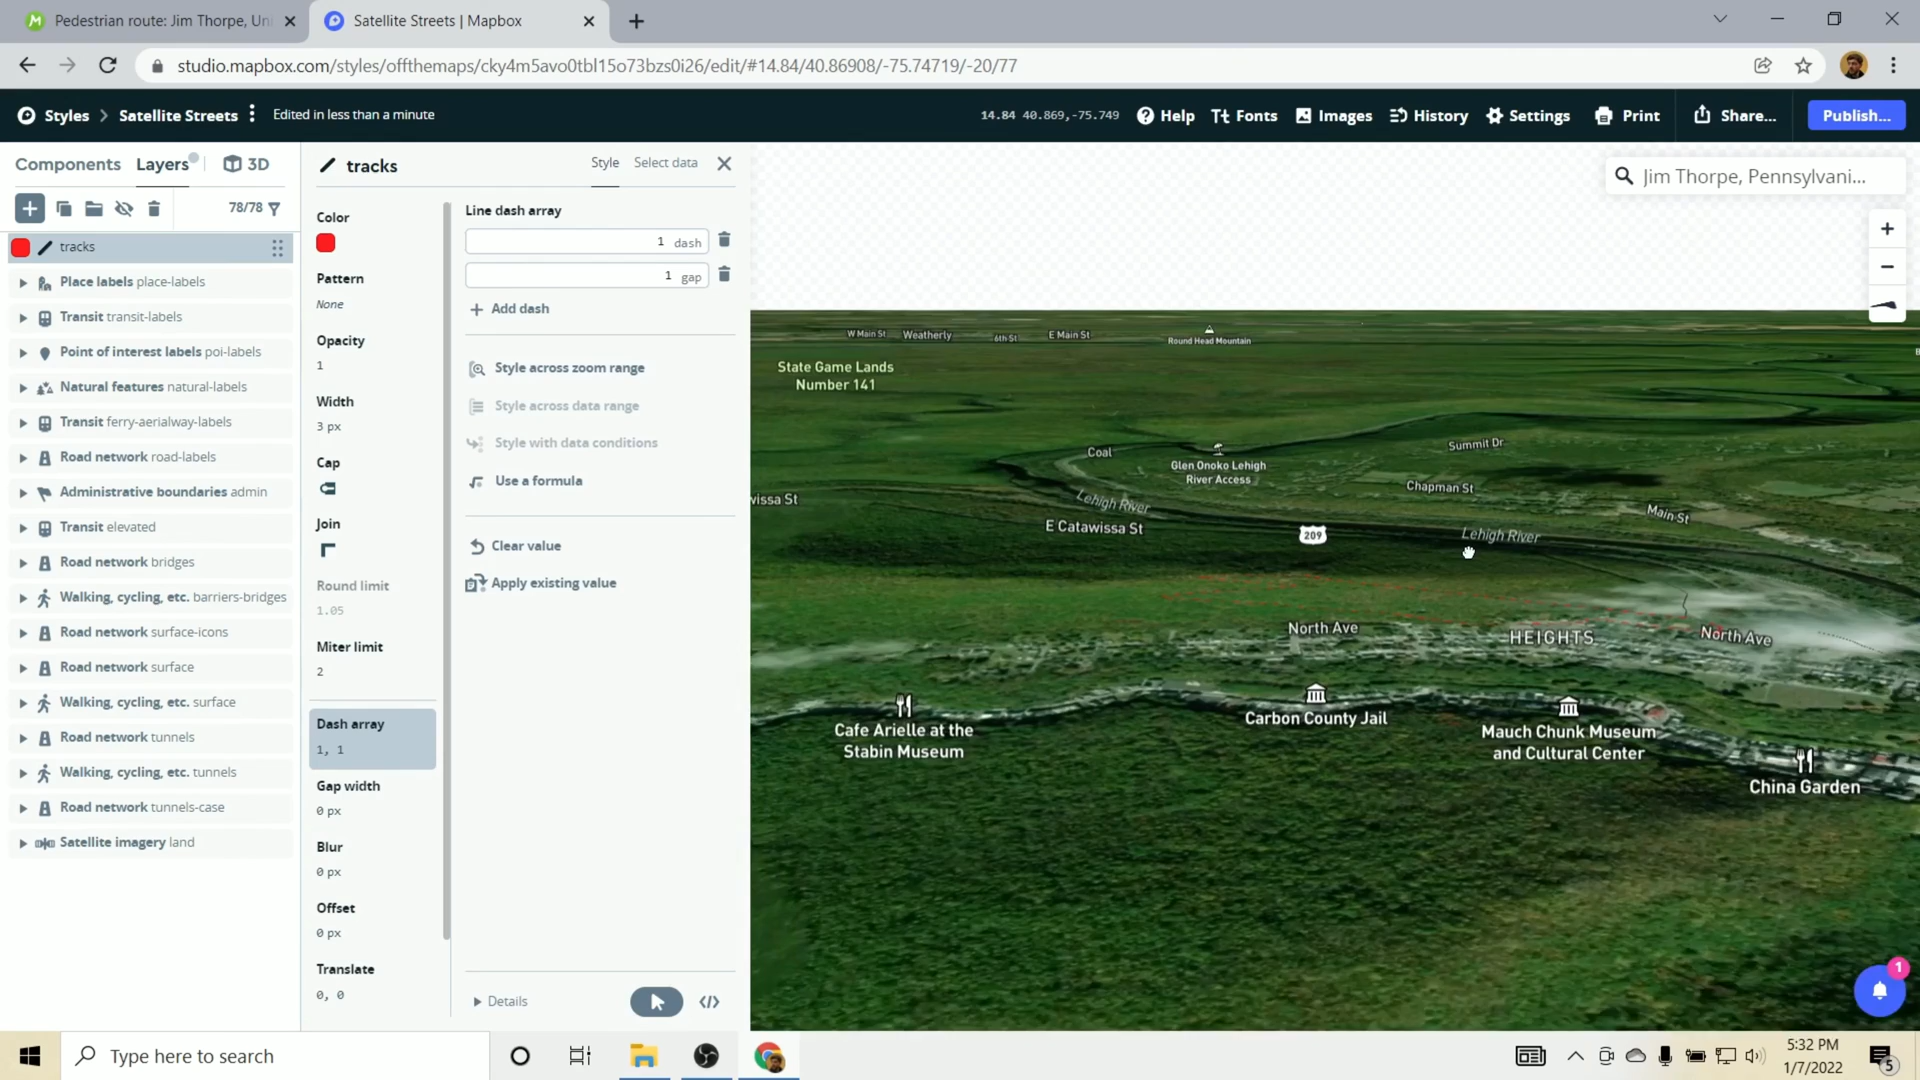 Pedestrian route: Jim Thorpe, Un
Satellite Streets | Mapbox
studio.mapbox.com/styles/offthemaps/cky4m5avo0tbl15o73bzs0i26/edit/#14.84/40.86908/-75.74719/-20/77
Styles
Satellite Streets
Edited in less than a minute
14.84 40.869,-75.749
Help
Fonts
Images
History
Settings
Print
Share...
Publish...
Components
Layers
3D
78/78
tracks
Place labels place-labels
Transit transit-labels
Point of interest labels poi-labels
Natural features natural-labels
Transit ferry-aerialway-labels
Road network road-labels
Administrative boundaries admin
Transit elevated
Road network bridges
Walking, cycling, etc. barriers-bridges
Road network surface-icons
Road network surface
Walking, cycling, etc. surface
Road network tunnels
Walking, cycling, etc. tunnels
Road network tunnels-case
Satellite imagery land
tracks
Style
Select data
Color
Pattern
None
Opacity
1
Width
3 px
Cap
Join
Round limit
1.05
Miter limit
2
Dash array
1, 1
Gap width
0 px
Blur
0 px
Offset
0 px
Translate
0, 0
Line dash array
1 dash
1 gap
Add dash
Style across zoom range
Style across data range
Style with data conditions
Use a formula
Clear value
Apply existing value
Details
Jim Thorpe, Pennsylvani...
W Main St
Weatherly
6th St
E Main St
Round Head Mountain
State Game Lands
Number 141
Coal
Glen Onoko Lehigh
River Access
Summit Dr
Chapman St
wissa St
Lehigh River
E Catawissa St
209
Lehigh River
Main St
North Ave
HEIGHTS
North Ave
Cafe Arielle at the
Stabin Museum
Carbon County Jail
Mauch Chunk Museum
and Cultural Center
China Garden
1
Type here to search
5:32 PM
1/7/2022
5